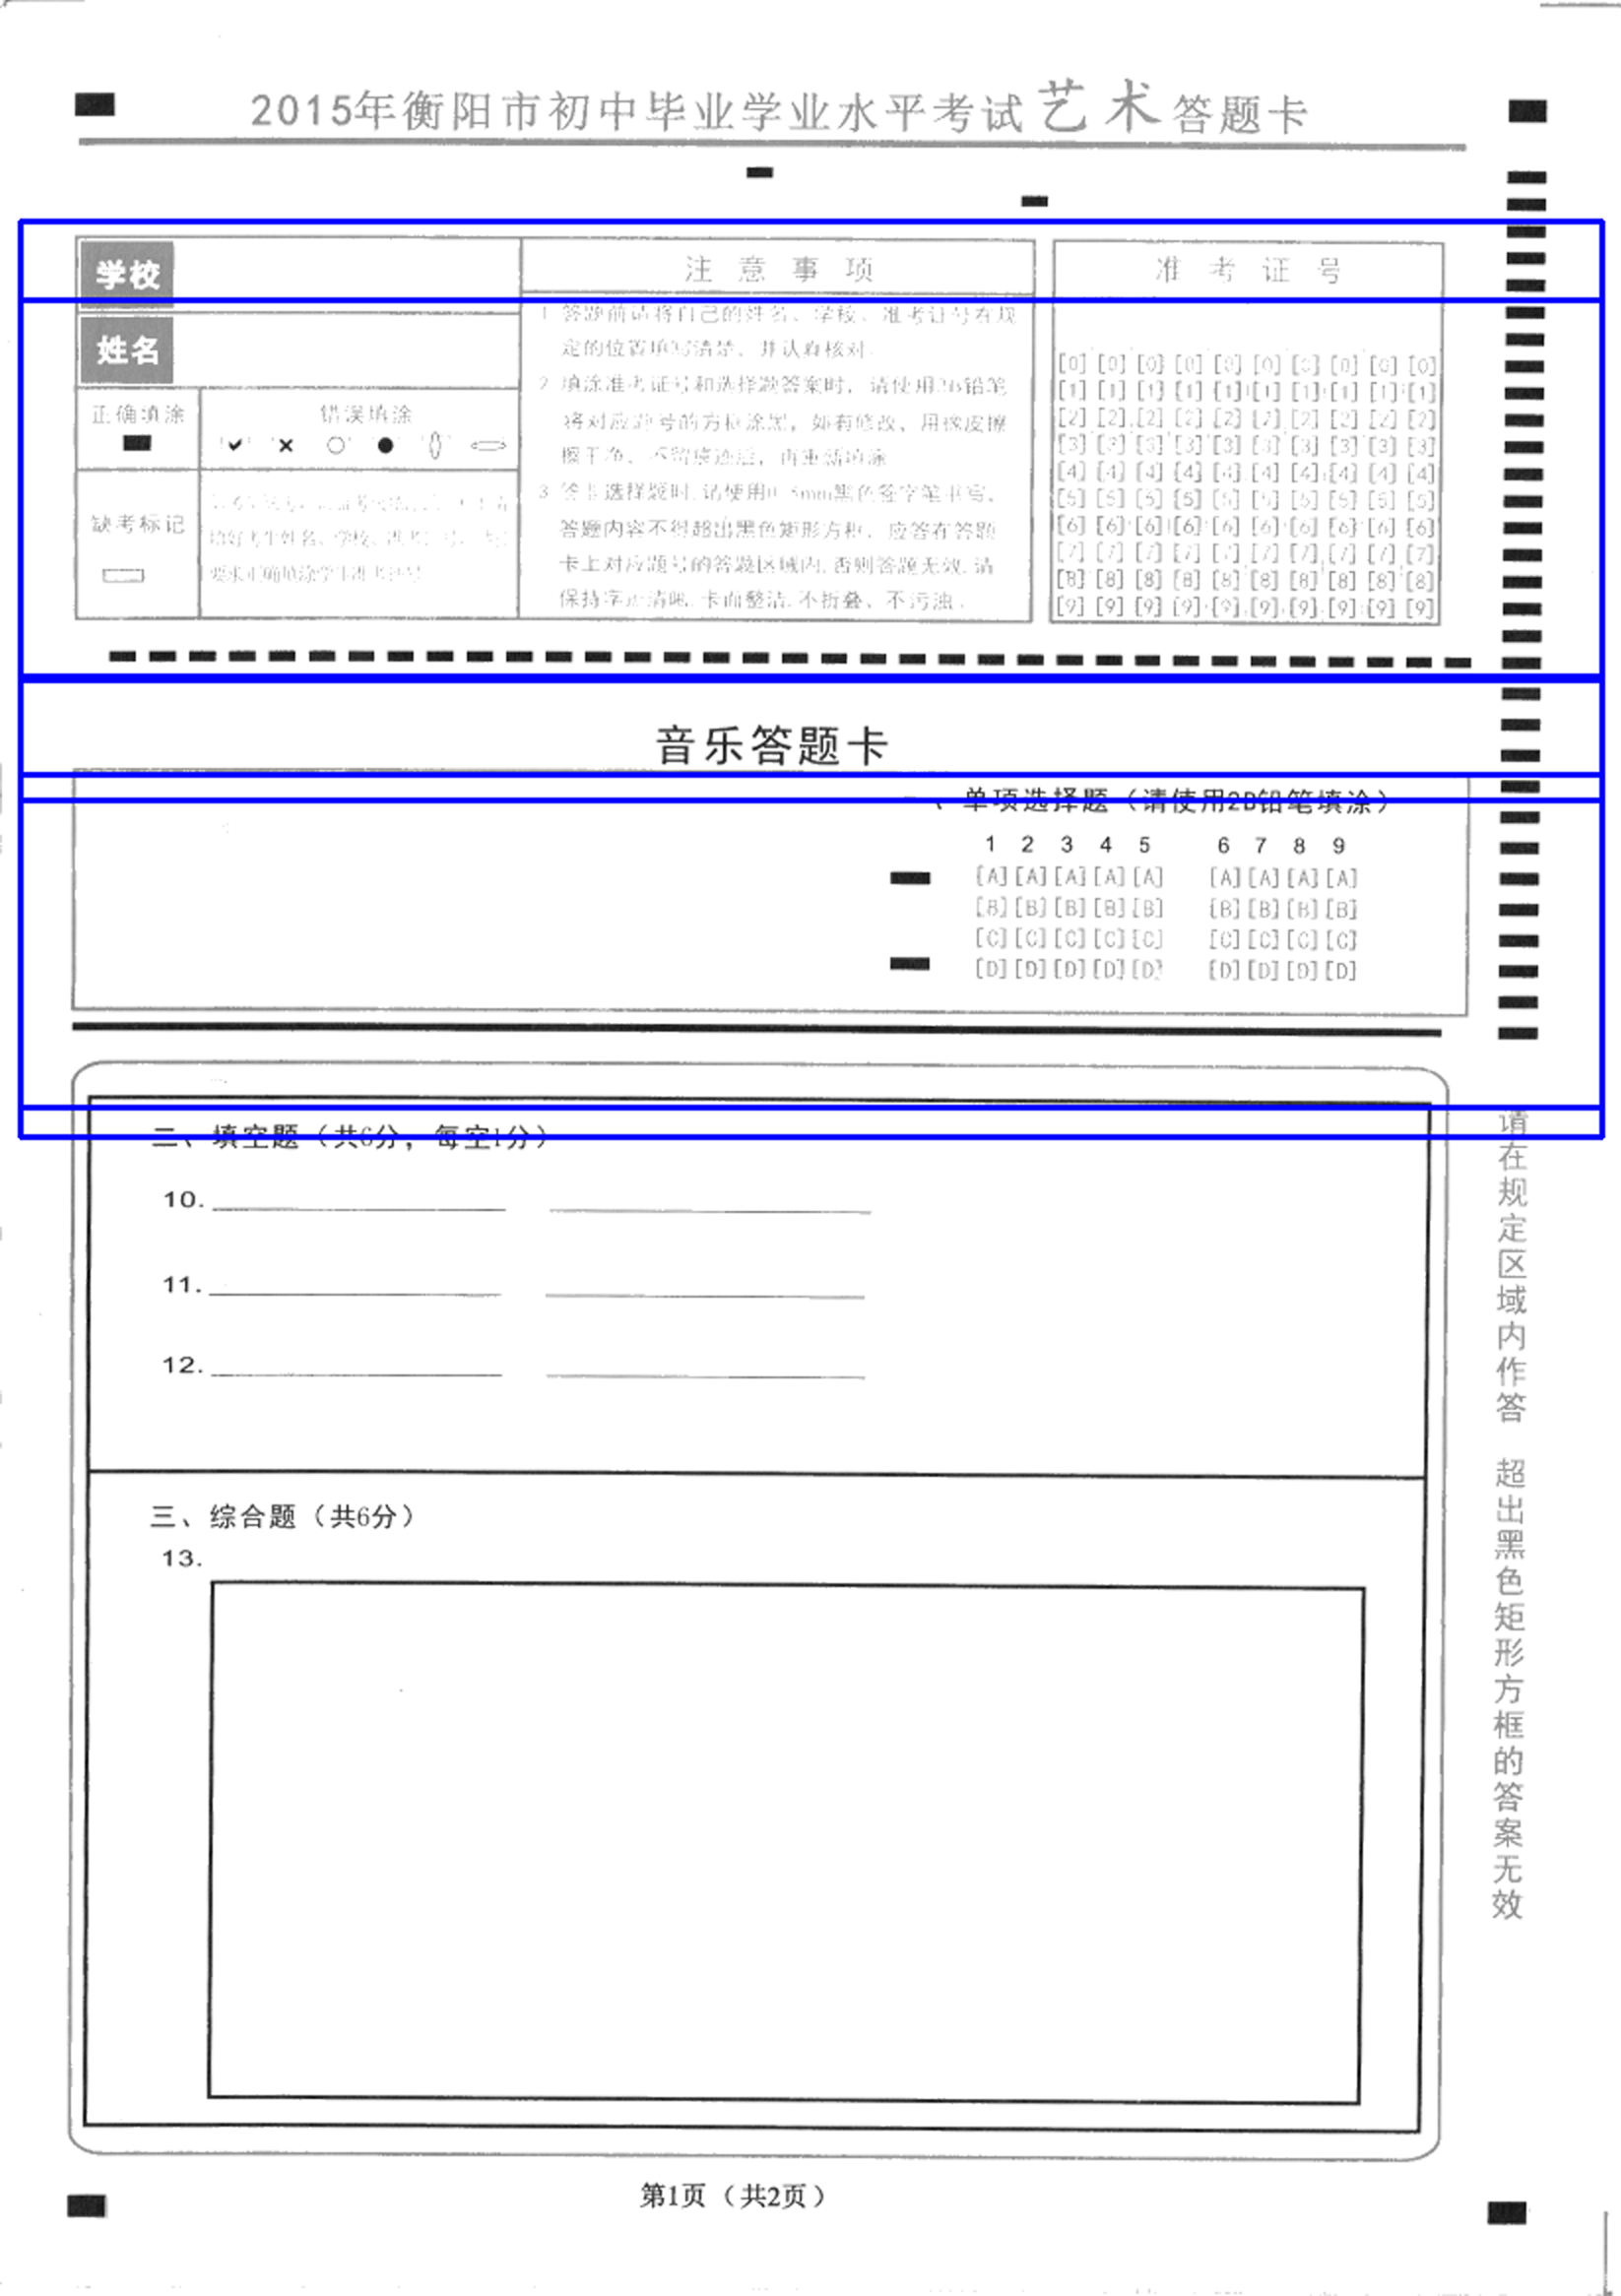 2015年衡阳市初中毕业学业水平考试艺术答题卡
学校
姓名
正确填涂
错误填涂
缺考标记
注意事项
1 答题前请将自己的姓名、学校、准考证号在规
定的位置填写清楚，并认真核对.
2 填涂准考证号和选择题答案时，请使用2B铅笔
将对应题号的方框涂黑，如有修改，用橡皮擦
擦干净，不留痕迹后，再重新填涂
3 选择题时,请使用0.5mm黑色签字笔书写,
答题内容不得超出黑色矩形方框，应答在答题
卡上对应题号的答题区域内,否则答题无效.请
保持字迹清晰,卡面整洁,不折叠、不污浊.
准考证号
[0] [0] [0] [0] [0] [0] [0] [0] [0] [0]
[1] [1] [1] [1] [1] [1] [1] [1] [1] [1]
[2] [2] [2] [2] [2] [2] [2] [2] [2] [2]
[3] [3] [3] [3] [3] [3] [3] [3] [3] [3]
[4] [4] [4] [4] [4] [4] [4] [4] [4] [4]
[5] [5] [5] [5] [5] [5] [5] [5] [5] [5]
[6] [6] [6] [6] [6] [6] [6] [6] [6] [6]
[7] [7] [7] [7] [7] [7] [7] [7] [7] [7]
[8] [8] [8] [8] [8] [8] [8] [8] [8] [8]
[9] [9] [9] [9] [9] [9] [9] [9] [9] [9]
音乐答题卡
一、单项选择题（请使用2B铅笔填涂）
1 2 3 4 5 6 7 8 9
[A] [A] [A] [A] [A] [A] [A] [A] [A]
[B] [B] [B] [B] [B] [B] [B] [B] [B]
[C] [C] [C] [C] [C] [C] [C] [C] [C]
[D] [D] [D] [D] [D] [D] [D] [D] [D]
二、填空题（共6分，每空1分）
10.
11.
12.
三、综合题（共6分）
13.
请在规定区域内作答 超出黑色矩形方框的答案无效
第1页（共2页）